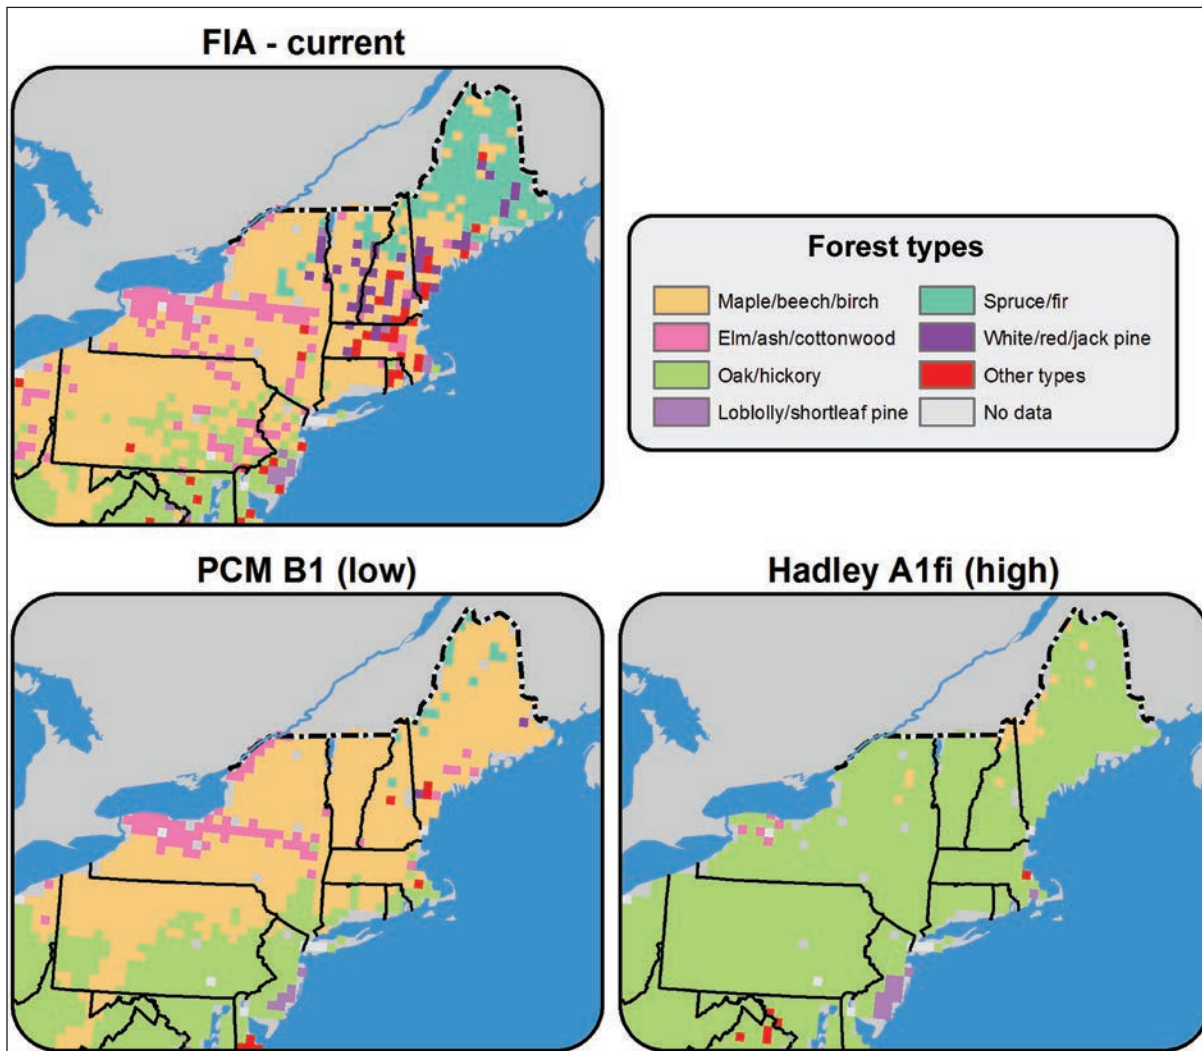 FIA - current
Forest types
Maple/beech/birch
Spruce/fir
Elm/ash/cottonwood
White/red/jack pine
Oak/hickory
Other types
Loblolly/shortleaf pine
No data
PCM B1 (low)
Hadley A1fi (high)